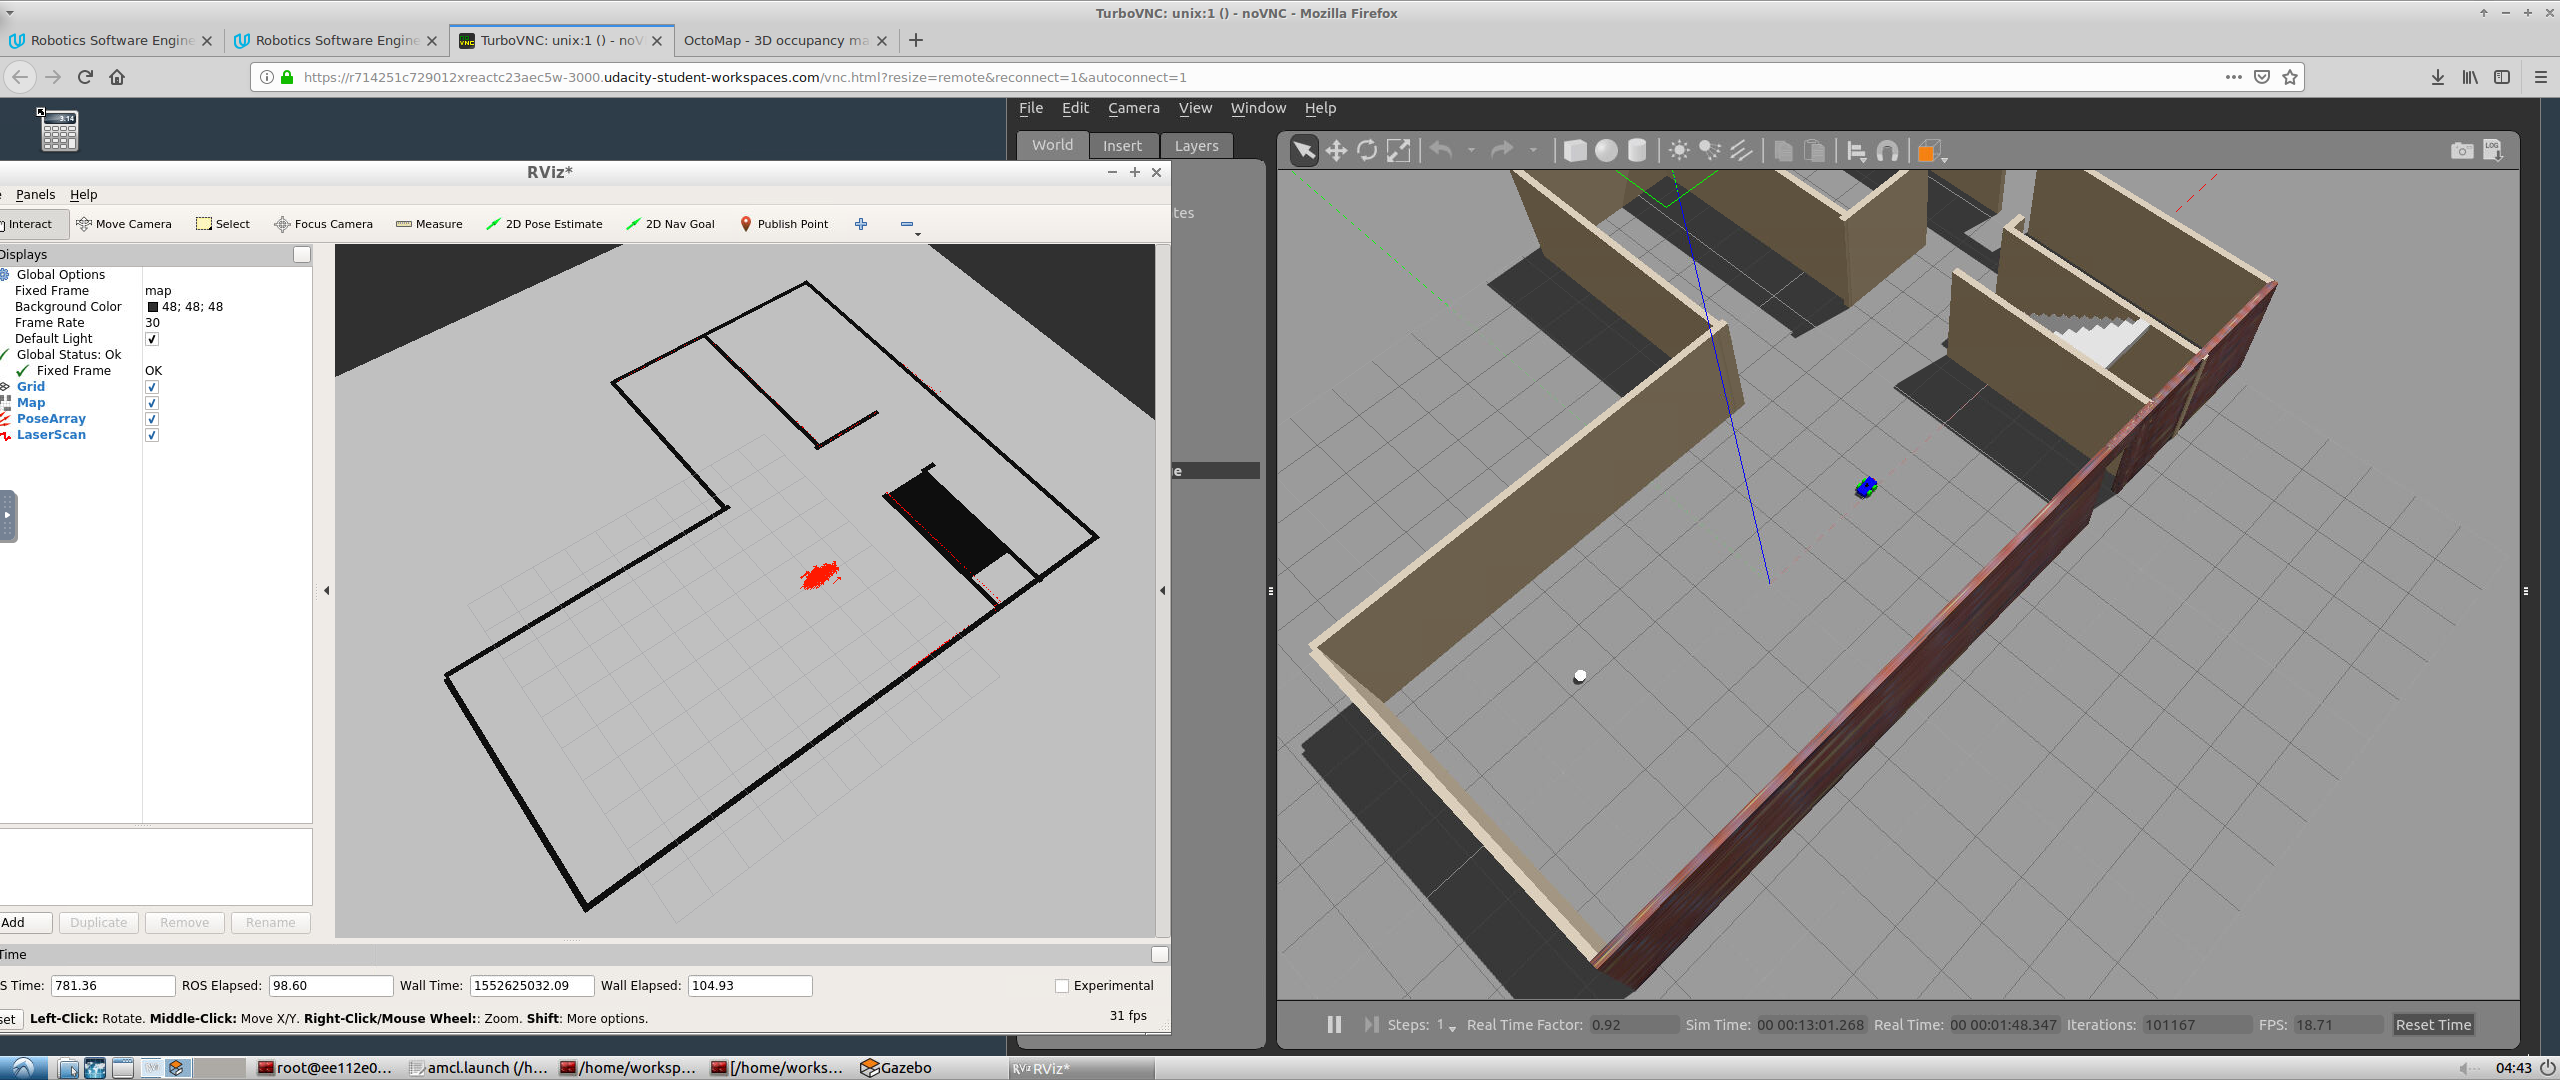 TurboVNC: unix:1 () - noVNC - Mozilla Firefox
Robotics Software Engine
Robotics Software Engine
TurboVNC: unix:1 () - noV
OctoMap - 3D occupancy ma
https://r714251c729012xreactc23aec5w-3000.udacity-student-workspaces.com/vnc.html?resize=remote&reconnect=1&autoconnect=1
3.14
File Edit Camera View Window Help
World Insert Layers
RViz*
Panels Help
Interact Move Camera Select Focus Camera Measure 2D Pose Estimate 2D Nav Goal Publish Point
tes
Displays
Global Options
Fixed Frame map
Background Color 48; 48; 48
Frame Rate 30
Default Light
Global Status: Ok
Fixed Frame OK
Grid
Map
PoseArray
LaserScan
e
Add Duplicate Remove Rename
Time
S Time: 781.36 ROS Elapsed: 98.60 Wall Time: 1552625032.09 Wall Elapsed: 104.93 Experimental
set Left-Click: Rotate. Middle-Click: Move X/Y. Right-Click/Mouse Wheel:: Zoom. Shift: More options. 31 fps
Steps: 1 Real Time Factor: 0.92 Sim Time: 00 00:13:01.268 Real Time: 00 00:01:48.347 Iterations: 101167 FPS: 18.71 Reset Time
root@ee112e0... amcl.launch (/h... /home/worksp... [/home/works... Gazebo RViz RViz* 04:43